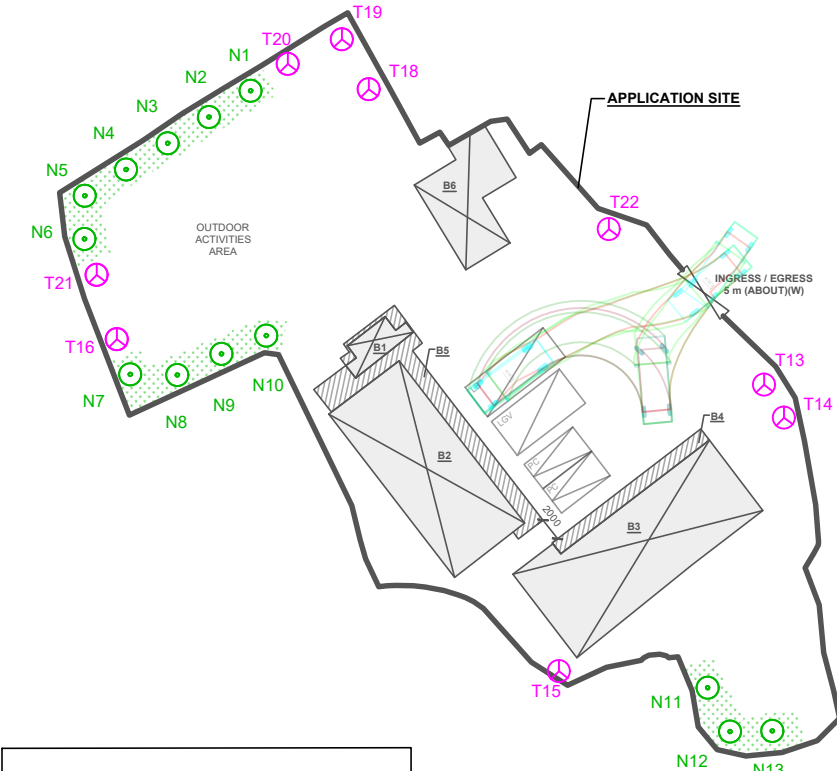 T19
T20
N1
T18
N2
N3
N4
N5
N6
T21
T16
N7
N8
N9
N10
OUTDOOR
ACTIVITIES
AREA
APPLICATION SITE
B6
T22
INGRESS / EGRESS
5 m (ABOUT)(W)
B1
B5
B2
LGV
PC
PC
2000
B4
B3
T13
T14
T15
N11
N12
N13